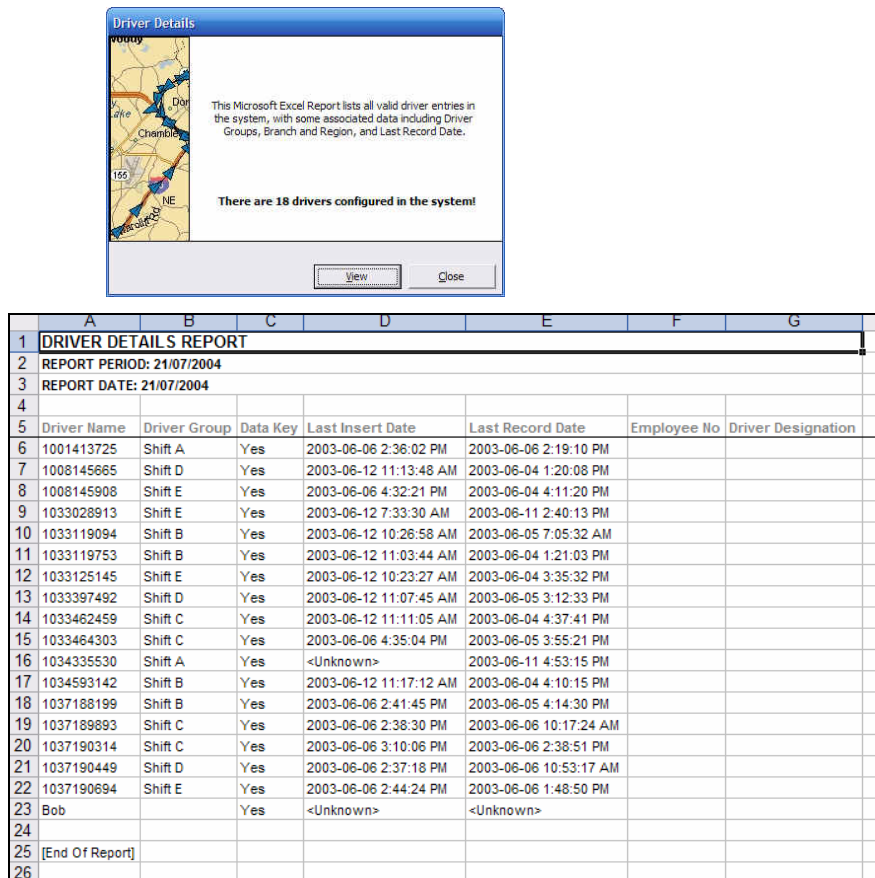 Driver Details
Lake
Dor
Chamble
155
NE
This Microsoft Excel Report lists all valid driver entries in
the system, with some associated data including Driver
Groups, Branch and Region, and Last Record Date.
There are 18 drivers configured in the system!
View Close
A B C D E F G
1 DRIVER DETAILS REPORT
2 REPORT PERIOD: 21/07/2004
3 REPORT DATE: 21/07/2004
4
5 Driver Name Driver Group Data Key Last Insert Date Last Record Date Employee No Driver Designation
6 1001413725 Shift A Yes 2003-06-06 2:36:02 PM 2003-06-06 2:19:10 PM
7 1008145665 Shift D Yes 2003-06-12 11:13:48 AM 2003-06-04 1:20:08 PM
8 1008145908 Shift E Yes 2003-06-06 4:32:21 PM 2003-06-04 4:11:20 PM
9 1033028913 Shift E Yes 2003-06-12 7:33:30 AM 2003-06-11 2:40:13 PM
10 1033119094 Shift B Yes 2003-06-12 10:26:58 AM 2003-06-05 7:05:32 AM
11 1033119753 Shift B Yes 2003-06-12 11:03:44 AM 2003-06-04 1:21:03 PM
12 1033125145 Shift E Yes 2003-06-12 10:23:27 AM 2003-06-04 3:35:32 PM
13 1033397492 Shift D Yes 2003-06-12 11:07:45 AM 2003-06-05 3:12:33 PM
14 1033462459 Shift C Yes 2003-06-12 11:11:05 AM 2003-06-04 4:37:41 PM
15 1033464303 Shift C Yes 2003-06-06 4:35:04 PM 2003-06-05 3:55:21 PM
16 1034335530 Shift A Yes <Unknown> 2003-06-11 4:53:15 PM
17 1034593142 Shift B Yes 2003-06-12 11:17:12 AM 2003-06-04 4:10:15 PM
18 1037188199 Shift B Yes 2003-06-06 2:41:45 PM 2003-06-05 4:14:30 PM
19 1037189893 Shift C Yes 2003-06-06 2:38:30 PM 2003-06-06 10:17:24 AM
20 1037190314 Shift C Yes 2003-06-06 3:10:06 PM 2003-06-06 2:38:51 PM
21 1037190449 Shift D Yes 2003-06-06 2:37:18 PM 2003-06-06 10:53:17 AM
22 1037190694 Shift E Yes 2003-06-06 2:44:24 PM 2003-06-06 1:48:50 PM
23 Bob Yes <Unknown> <Unknown>
24
25 [End Of Report]
26